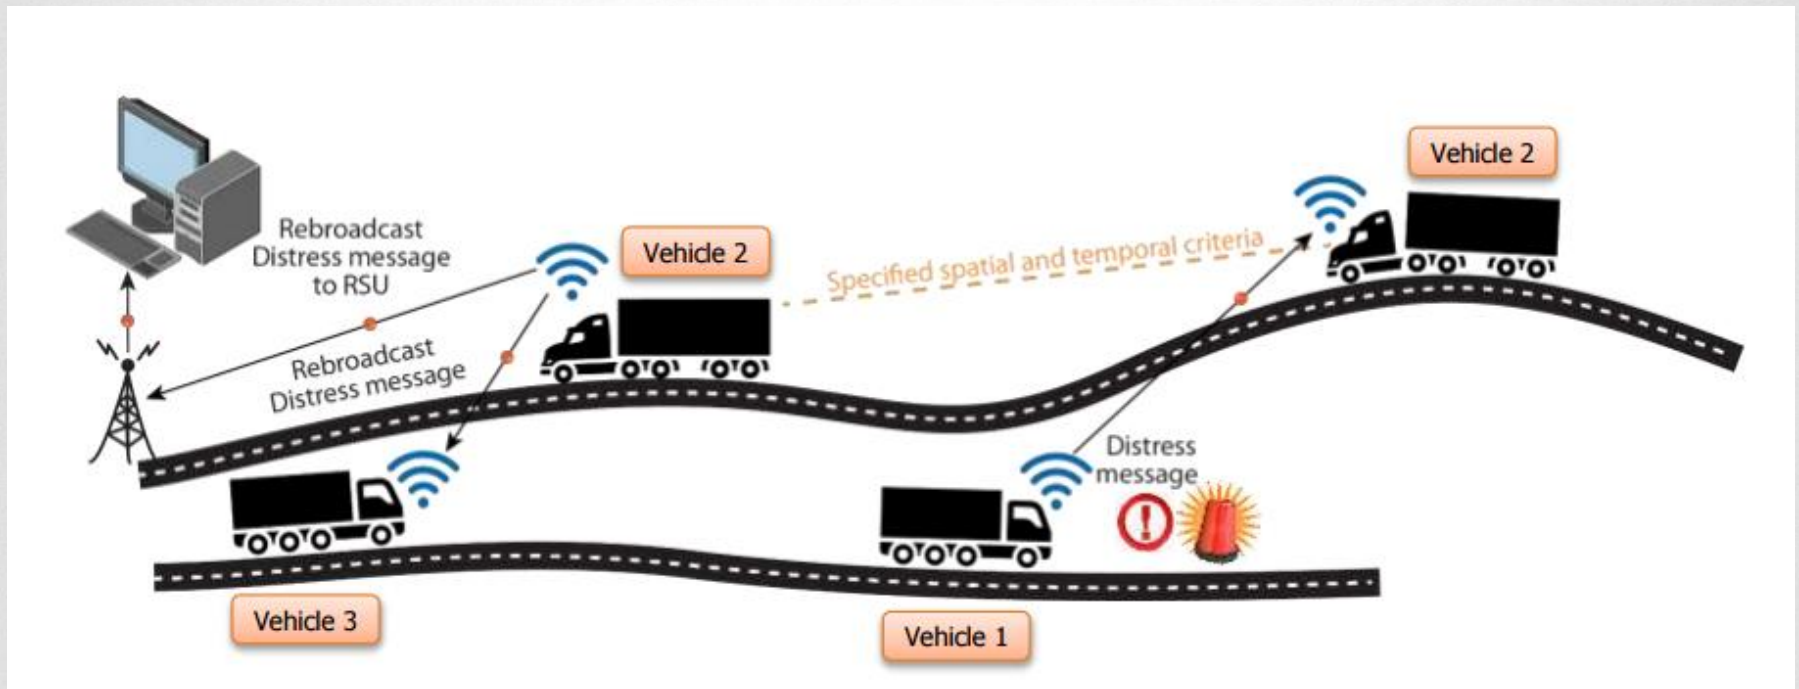 Vehicle 2
Rebroadcast
Distress message
to RSU
Vehicle 2
Specified spatial and temporal criteria
Rebroadcast
Distress message
Distress
message
Vehicle 3
Vehicle 1